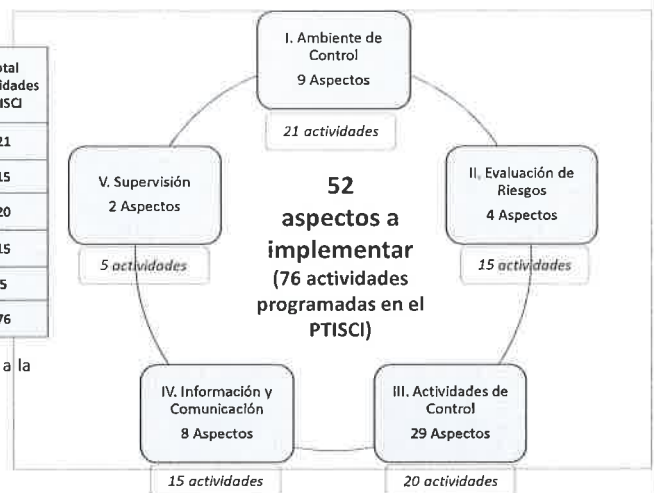 otal
idades
ISCI
21
15
20
15
5
76
a la
I. Ambiente de
Control
9 Aspectos
21 actividades
V. Supervisión
2 Aspectos
5 actividades
52
aspectos a
implementar
(76 actividades
programadas en el
PTISCI)
II. Evaluación de
Riesgos
4 Aspectos
15 actividades
IV. Información y
Comunicación
8 Aspectos
15 actividades
III. Actividades de
Control
29 Aspectos
20 actividades